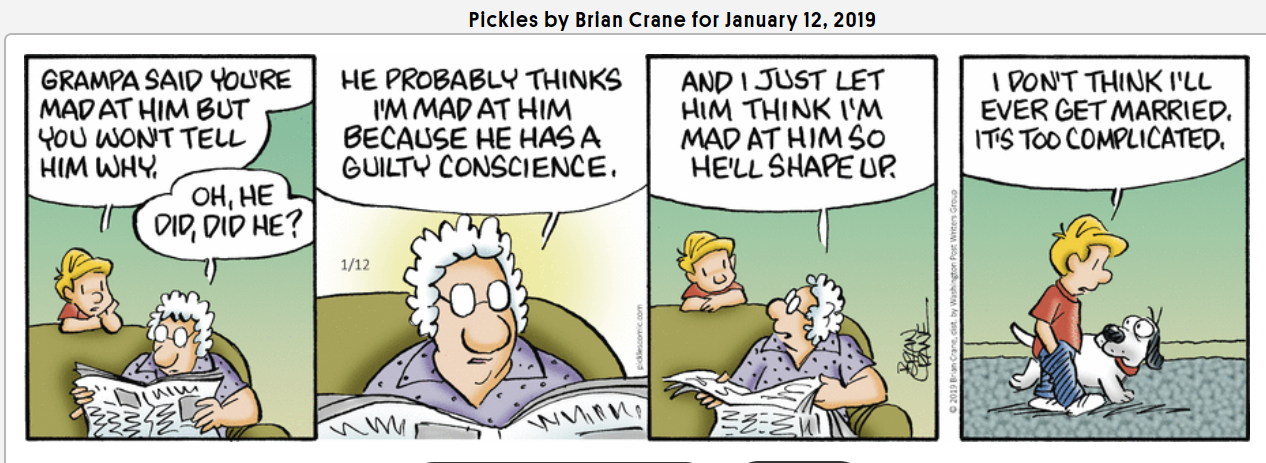 Pickles by Brian Crane for January 12, 2019
GRAMPA SAID YOU'RE
MAD AT HIM BUT
YOU WON'T TELL
HIM WHY.
OH, HE
DID, DID HE?
HE PROBABLY THINKS
I'M MAD AT HIM
BECAUSE HE HAS A
GUILTY CONSCIENCE.
1/12
picklescomic.com
AND I JUST LET
HIM THINK I'M
MAD AT HIM SO
HE'LL SHAPE UP.
BRIAN
CRANE
© 2019 Brian Crane, dist. by Washington Post Writers Group
I DON'T THINK I'LL
EVER GET MARRIED.
IT'S TOO COMPLICATED.